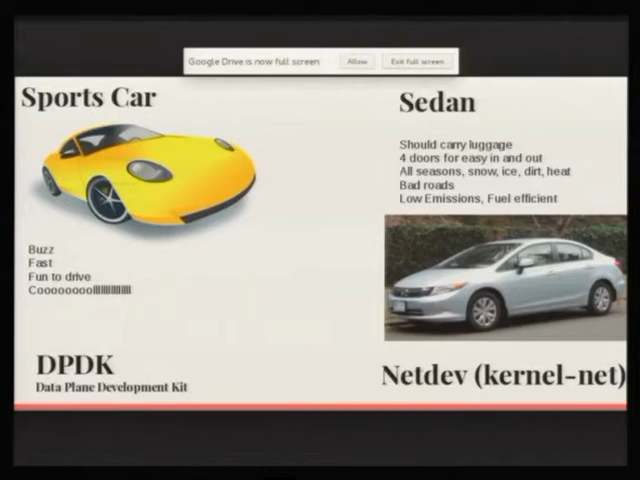 Google Drive is now full screen
Allow
Exit full screen
Sports Car
Sedan
Should carry luggage
4 doors for easy in and out
All seasons, snow, ice, dirt, heat
Bad roads
Low Emissions, Fuel efficient
Buzz
Fast
Fun to drive
Coooooooollllllllllllll
DPDK
Data Plane Development Kit
Netdev (kernel-net)